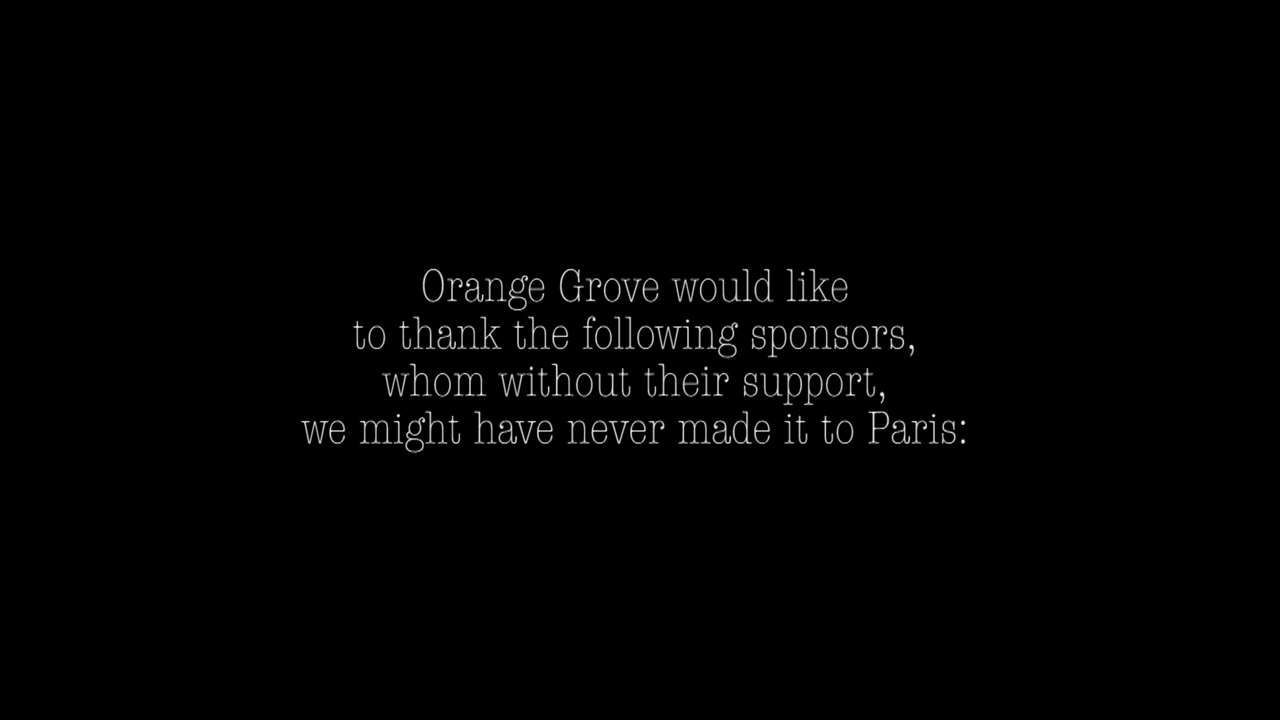 Orange Grove would like
to thank the following sponsors,
whom without their support,
we might have never made it to Paris: